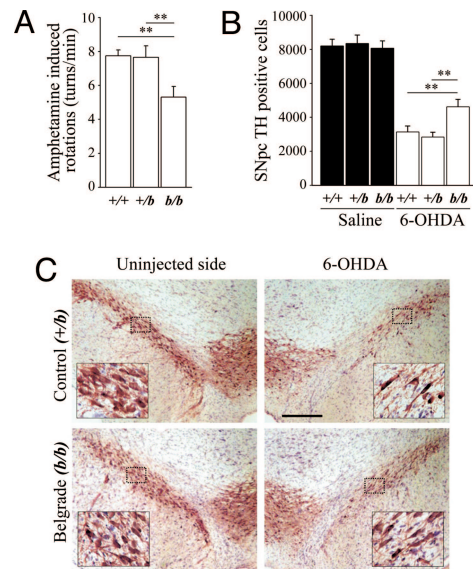 A
Amphetamine induced
rotations (turns/min)
8
6
4
2
0
**
**
+/+ +/b b/b
B
SNpc TH positive cells
10000
8000
6000
4000
2000
0
**
**
+/+ +/b b/b +/+ +/b b/b
Saline 6-OHDA
C
Uninjected side 6-OHDA
Control (+/b)
Belgrade (b/b)